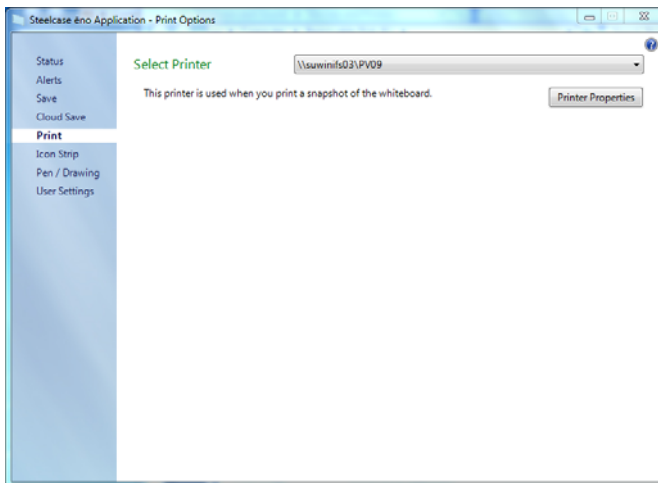 Steelcase ēno Application - Print Options
Status
Alerts
Save
Cloud Save
Print
Icon Strip
Pen / Drawing
User Settings
Select Printer
\\suwinifs03\PV09
This printer is used when you print a snapshot of the whiteboard.
Printer Properties